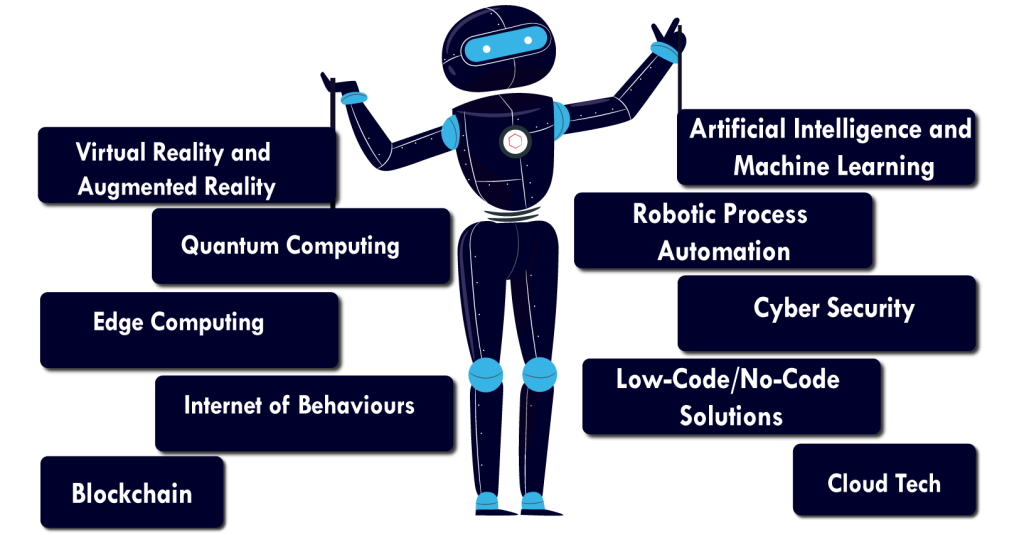 Virtual Reality and
Augmented Reality
Quantum Computing
Edge Computing
Internet of Behaviours
Blockchain
Artificial Intelligence and
Machine Learning
Robotic Process
Automation
Cyber Security
Low-Code/No-Code
Solutions
Cloud Tech